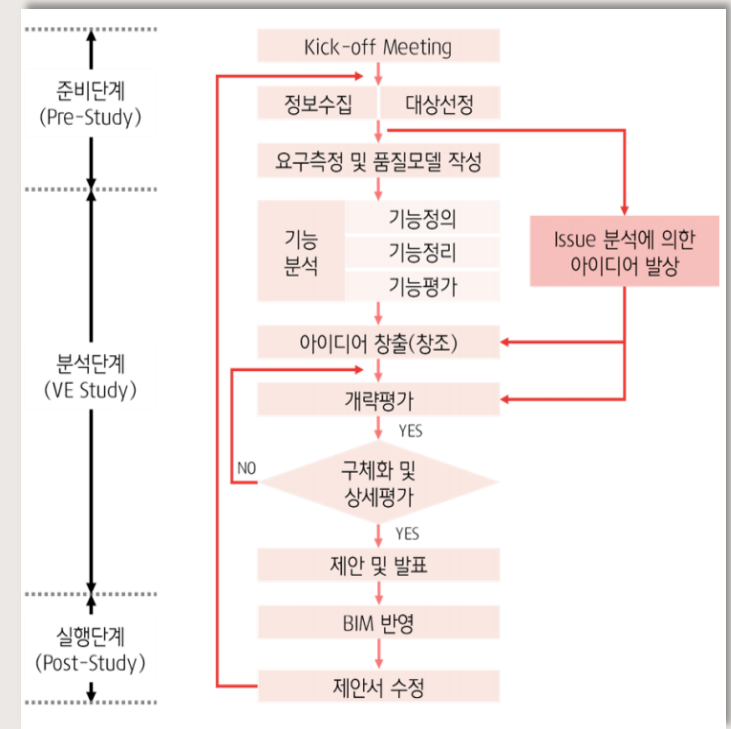 준비단계
(Pre-Study)
Kick-off Meeting
정보수집
대상선정
요구측정 및 품질모델 작성
분석단계
(VE Study)
기능
분석
기능정의
기능정리
기능평가
Issue 분석에 의한
아이디어 발상
아이디어 창출(창조)
개략평가
YES
NO
구체화 및
상세평가
YES
제안 및 발표
실행단계
(Post-Study)
BIM 반영
제안서 수정